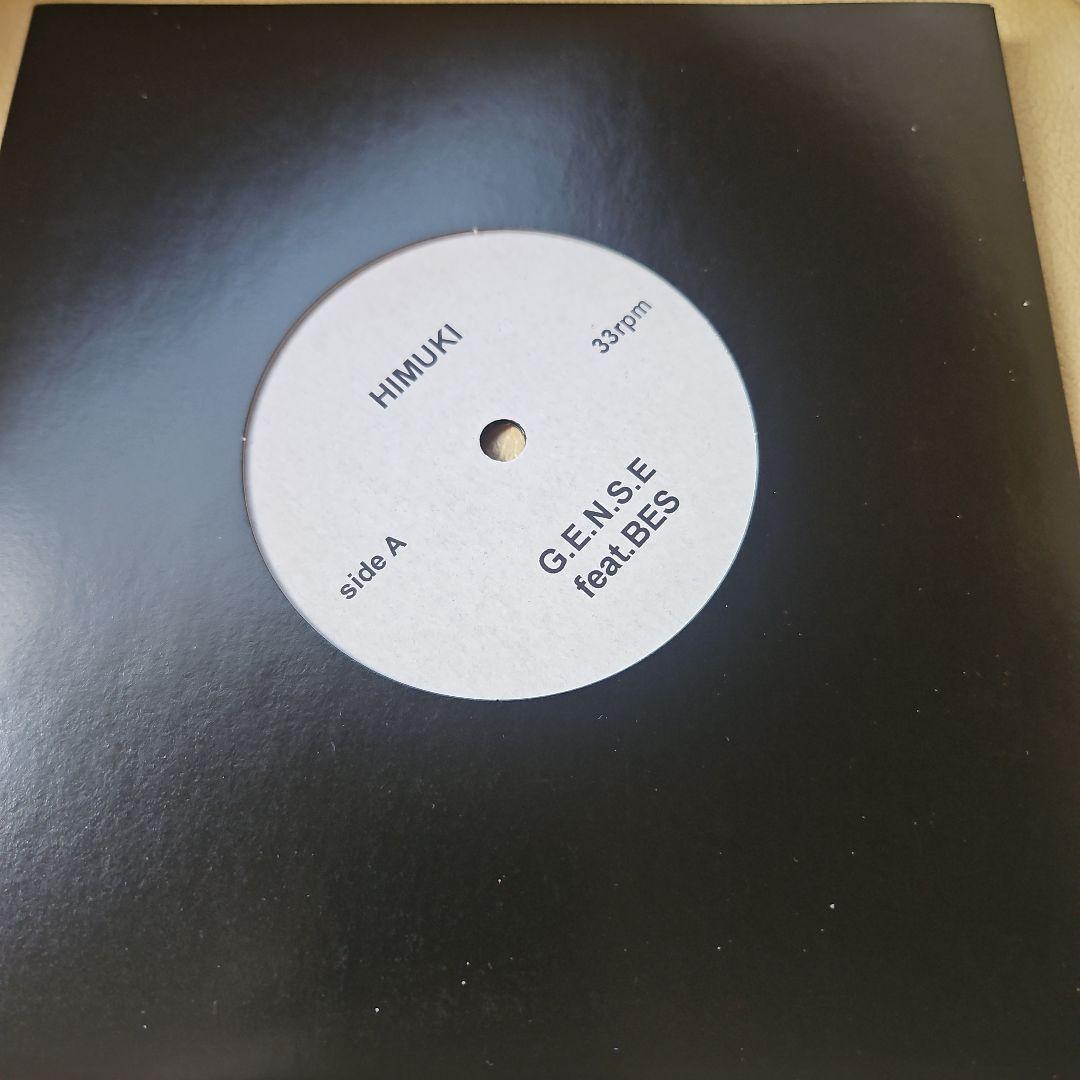 HIMUKI
33rpm
side A
G.E.N.S.E
feat.BES